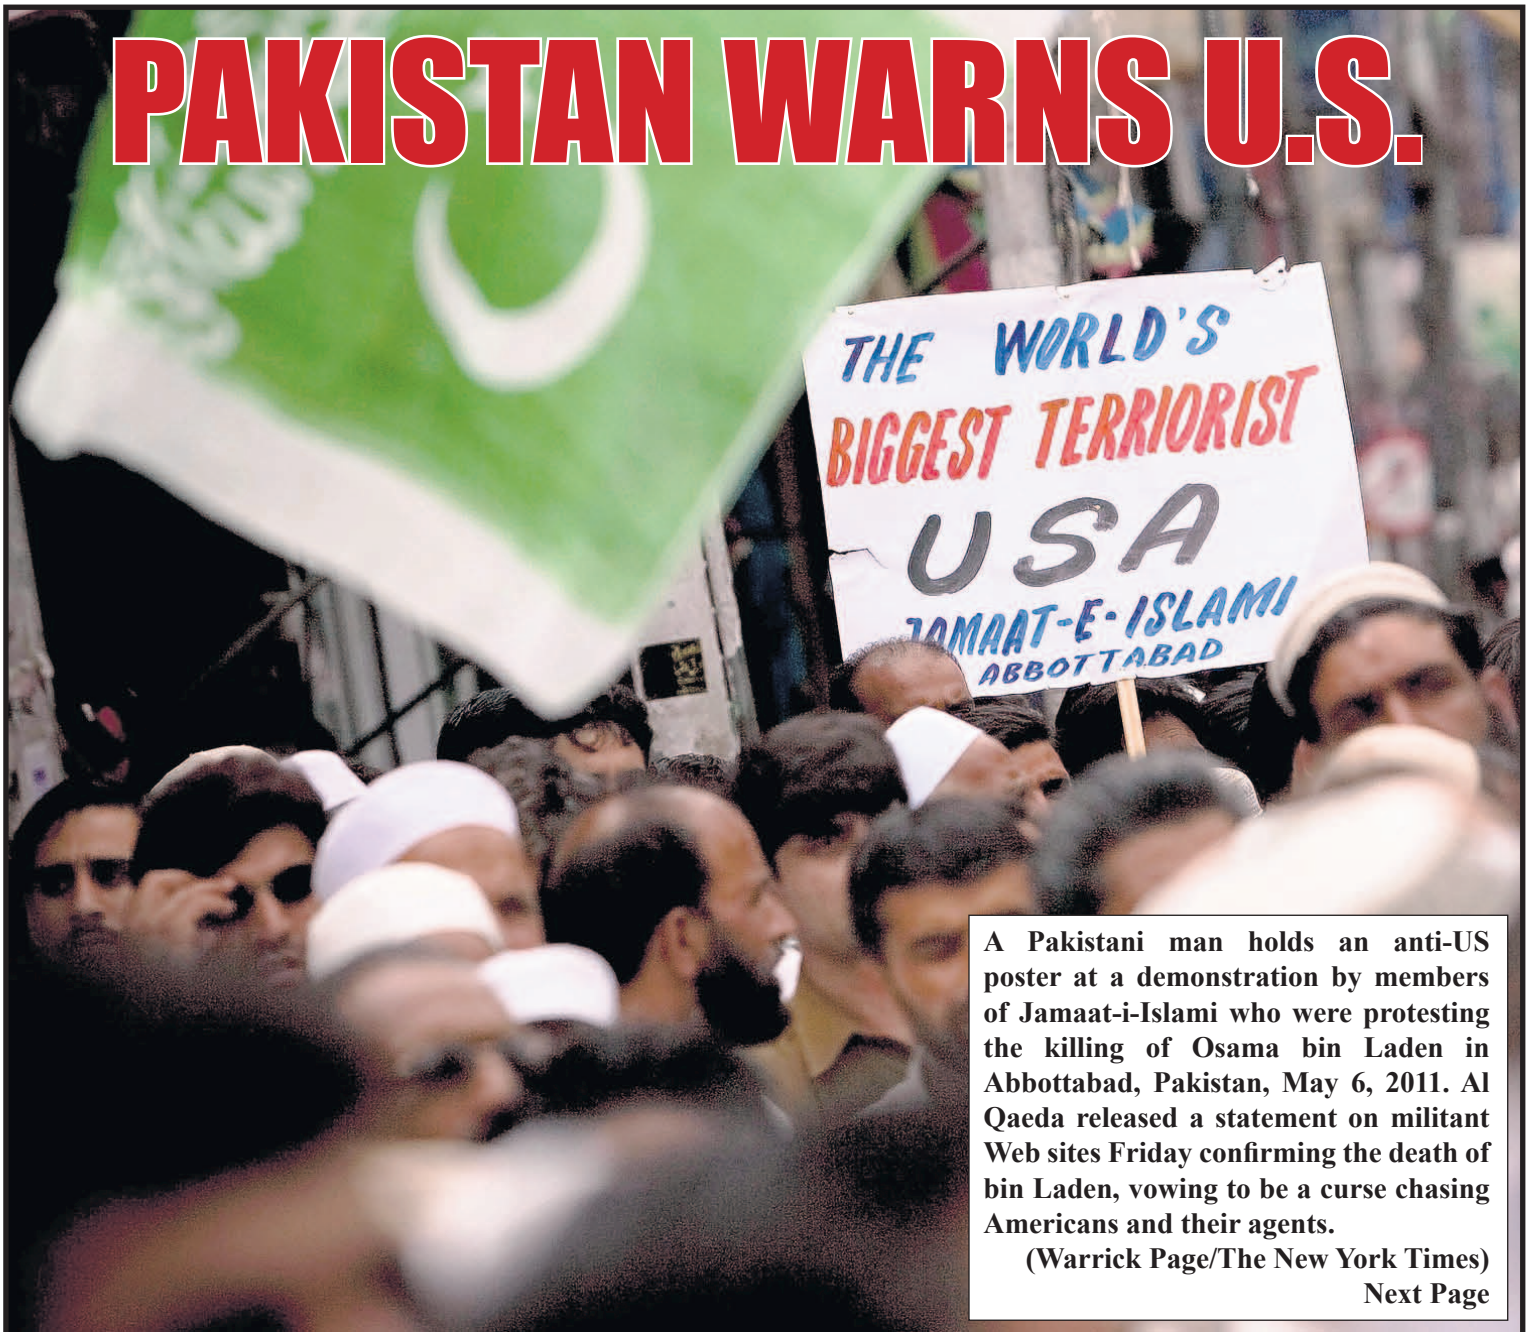 PAKISTAN WARNS U.S.
THE WORLD'S
BIGGEST TERRIORIST
USA
JAMAAT-E-ISLAMI
ABBOTTABAD
A Pakistani man holds an anti-US
poster at a demonstration by members
of Jamaat-i-Islami who were protesting
the killing of Osama bin Laden in
Abbottabad, Pakistan, May 6, 2011. Al
Qaeda released a statement on militant
Web sites Friday confirming the death of
bin Laden, vowing to be a curse chasing
Americans and their agents.
(Warrick Page/The New York Times)
Next Page